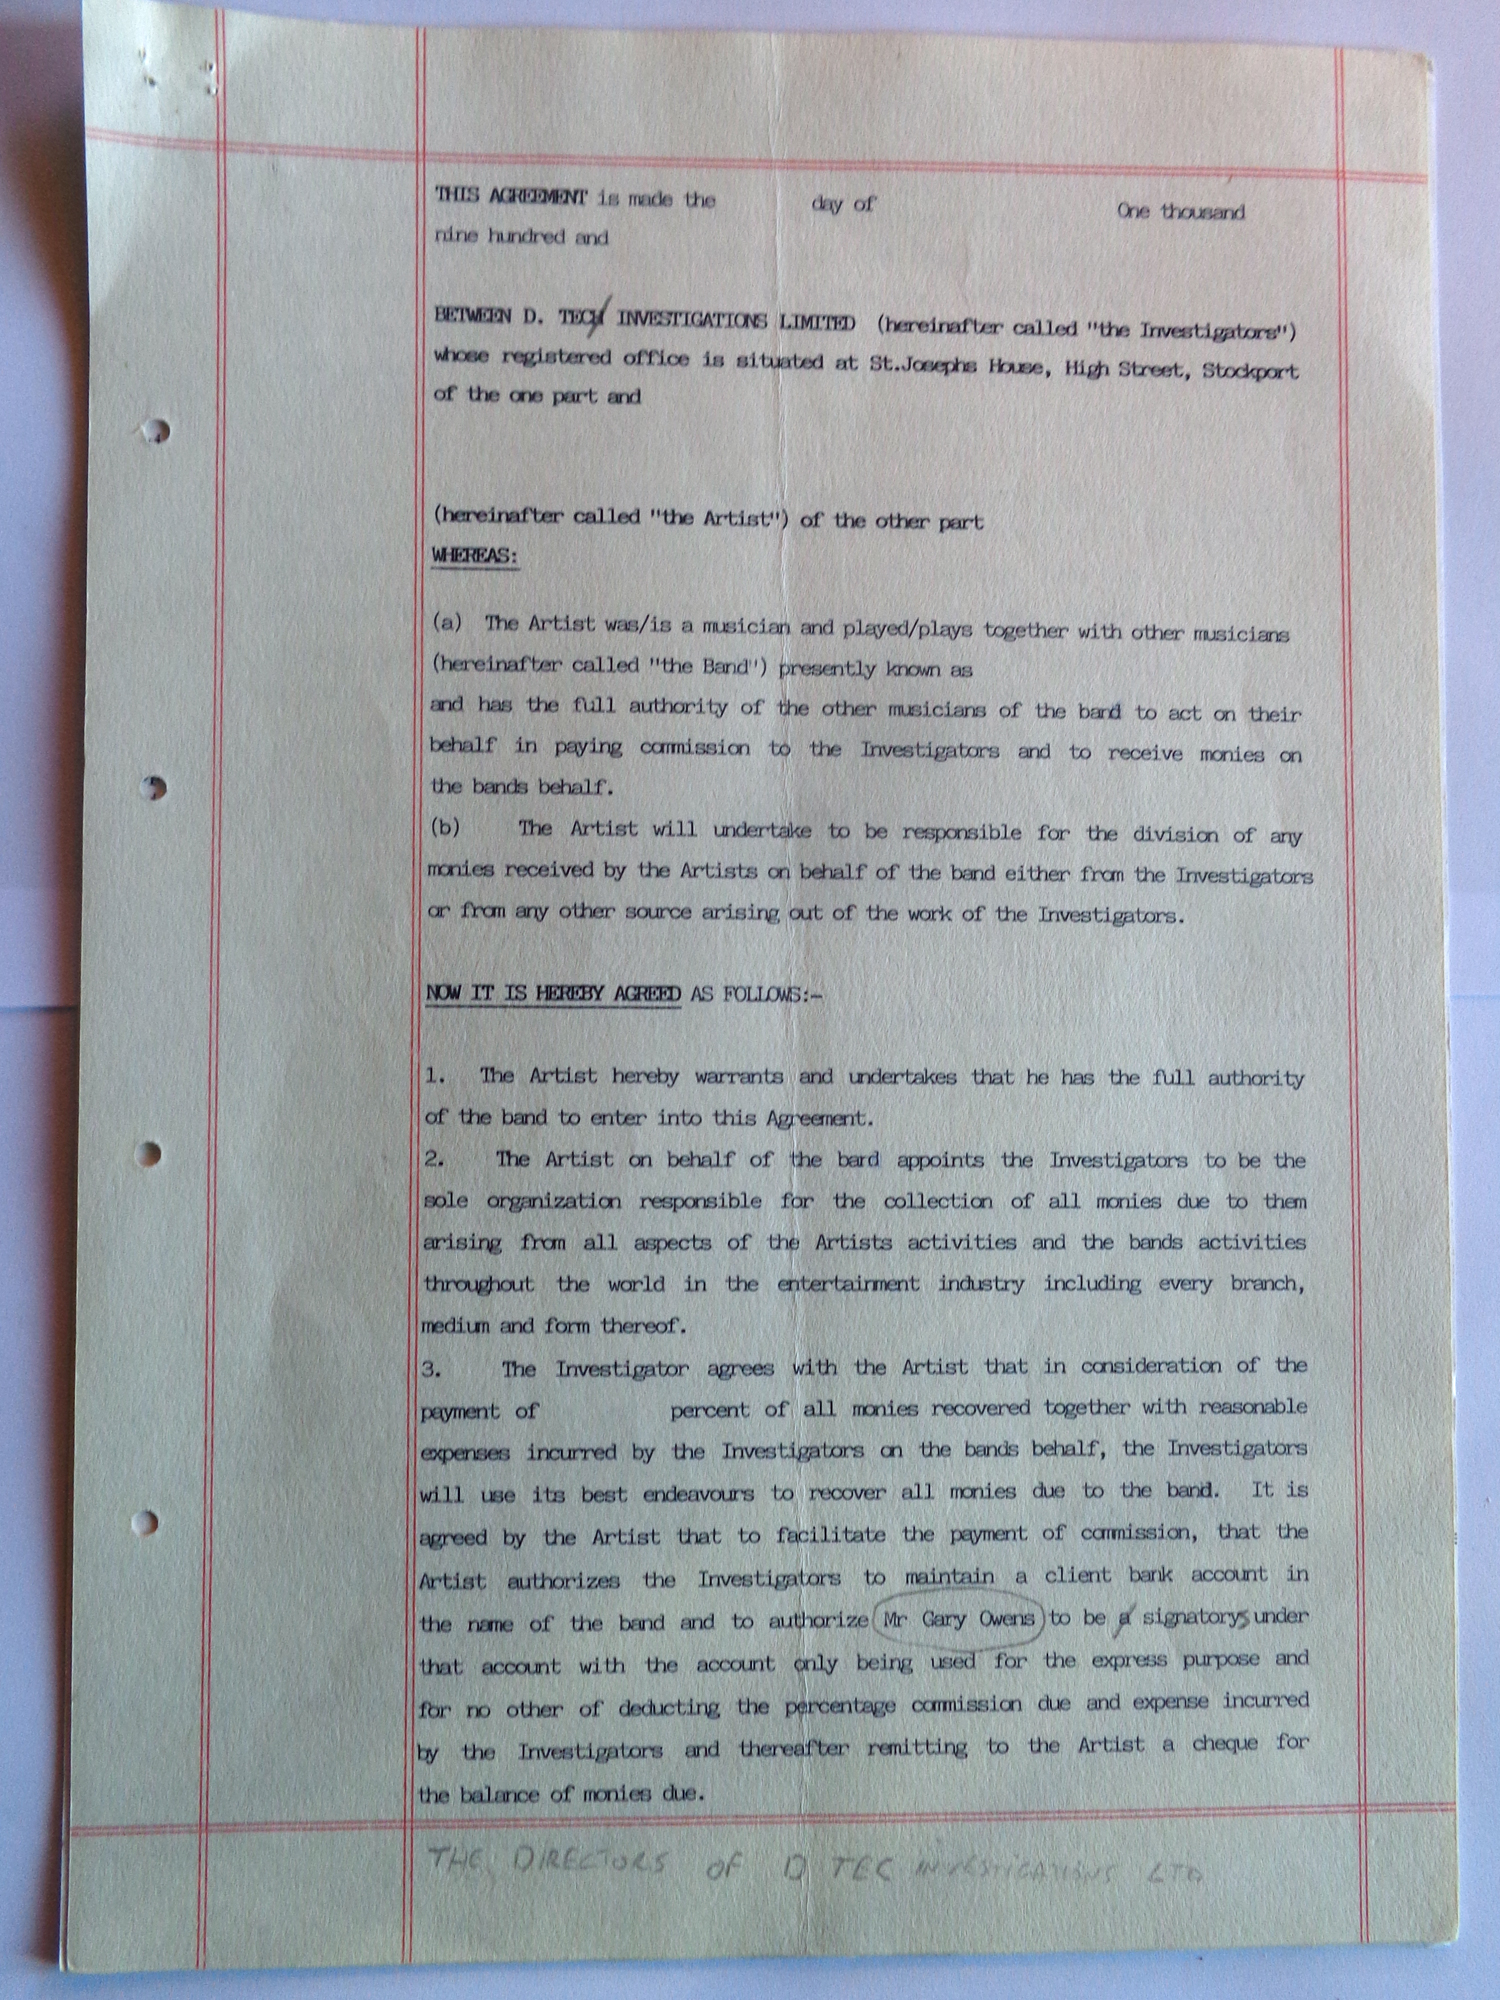 THIS AGREEMENT is made the day of One thousand
nine hundred and
BETWEEN D. TECH INVESTIGATIONS LIMITED (hereinafter called "the Investigators")
whose registered office is situated at St.Josephs House, High Street, Stockport
of the one part and
(hereinafter called "the Artist") of the other part
WHEREAS:
(a) The Artist was/is a musician and played/plays together with other musicians
(hereinafter called "the Band") presently known as
and has the full authority of the other musicians of the band to act on their
behalf in paying commission to the Investigators and to receive monies on
the bands behalf.
(b) The Artist will undertake to be responsible for the division of any
monies received by the Artists on behalf of the band either from the Investigators
or from any other source arising out of the work of the Investigators.
NOW IT IS HEREBY AGREED AS FOLLOWS:-
1. The Artist hereby warrants and undertakes that he has the full authority
of the band to enter into this Agreement.
2. The Artist on behalf of the bard appoints the Investigators to be the
sole organization responsible for the collection of all monies due to them
arising from all aspects of the Artists activities and the bands activities
throughout the world in the entertainment industry including every branch,
medium and form thereof.
3. The Investigator agrees with the Artist that in consideration of the
payment of percent of all monies recovered together with reasonable
expenses incurred by the Investigators on the bands behalf, the Investigators
will use its best endeavours to recover all monies due to the band. It is
agreed by the Artist that to facilitate the payment of commission, that the
Artist authorizes the Investigators to maintain a client bank account in
the name of the band and to authorize Mr Gary Owens to be a signatorys under
that account with the account only being used for the express purpose and
for no other of deducting the percentage commission due and expense incurred
by the Investigators and thereafter remitting to the Artist a cheque for
the balance of monies due.
THE DIRECTORS OF D TEC INVESTIGATIONS LTD